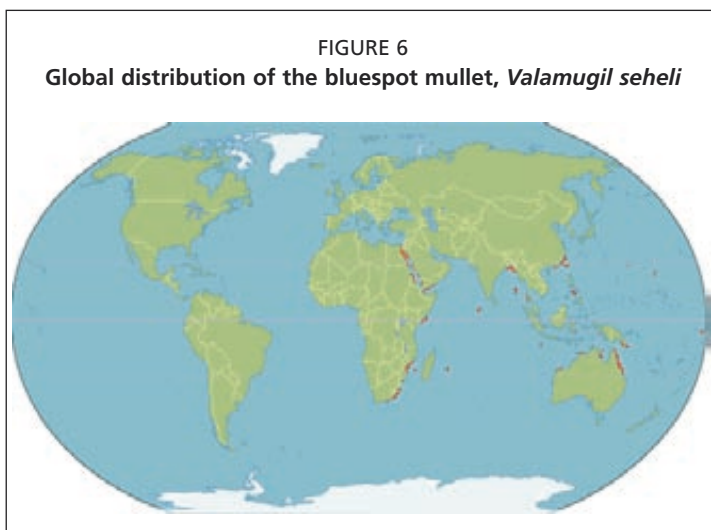 FIGURE 6
Global distribution of the bluespot mullet, Valamugil seheli